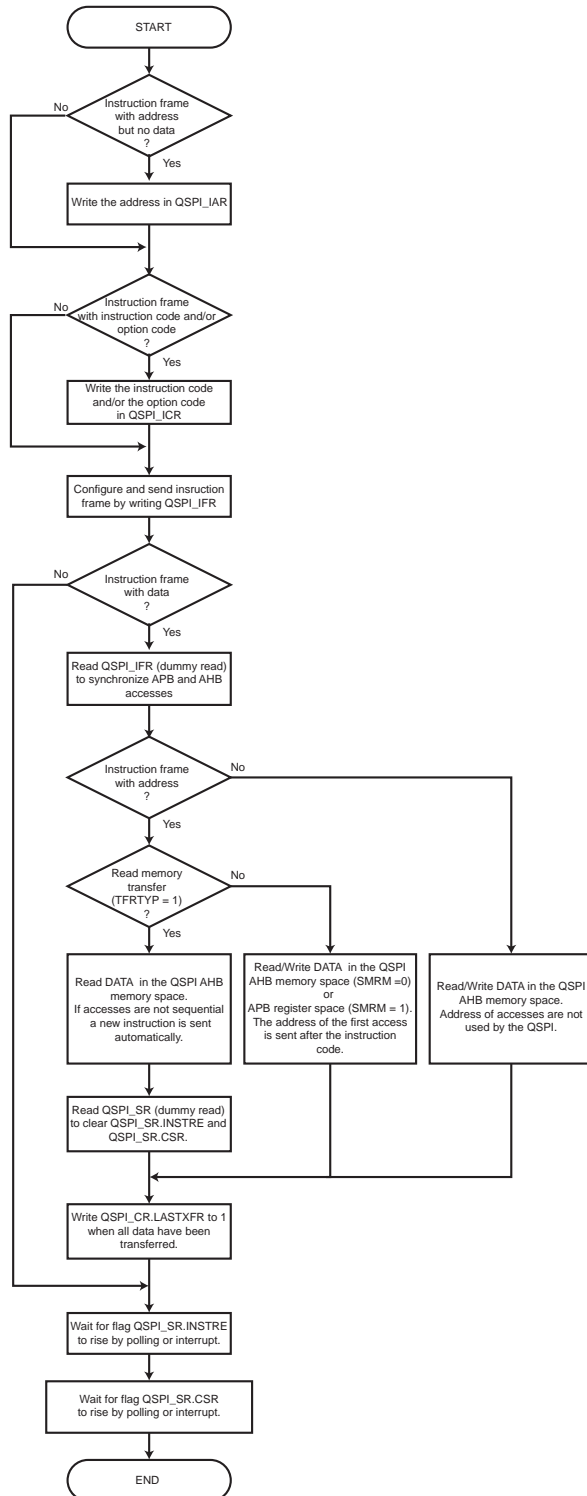 START
Instruction frame
with address
but no data
?
No
Yes
Write the address in QSPI_IAR
Instruction frame
with instruction code and/or
option code
?
No
Yes
Write the instruction code
and/or the option code
in QSPI_ICR
Configure and send insruction
frame by writing QSPI_IFR
Instruction frame
with data
?
No
Yes
Read QSPI_IFR (dummy read)
to synchronize APB and AHB
accesses
Instruction frame
with address
?
No
Yes
Read memory
transfer
(TFRTYP = 1)
?
No
Yes
Read DATA in the QSPI AHB
memory space.
If accesses are not sequential
a new instruction is sent
automatically.
Read/Write DATA in the QSPI
AHB memory space (SMRM =0)
or
APB register space (SMRM = 1).
The address of the first access
is sent after the instruction
code.
Read/Write DATA in the QSPI
AHB memory space.
Address of accesses are not
used by the QSPI.
Read QSPI_SR (dummy read)
to clear QSPI_SR.INSTRE and
QSPI_SR.CSR.
Write QSPI_CR.LASTXFR to 1
when all data have been
transferred.
Wait for flag QSPI_SR.INSTRE
to rise by polling or interrupt.
Wait for flag QSPI_SR.CSR
to rise by polling or interrupt.
END